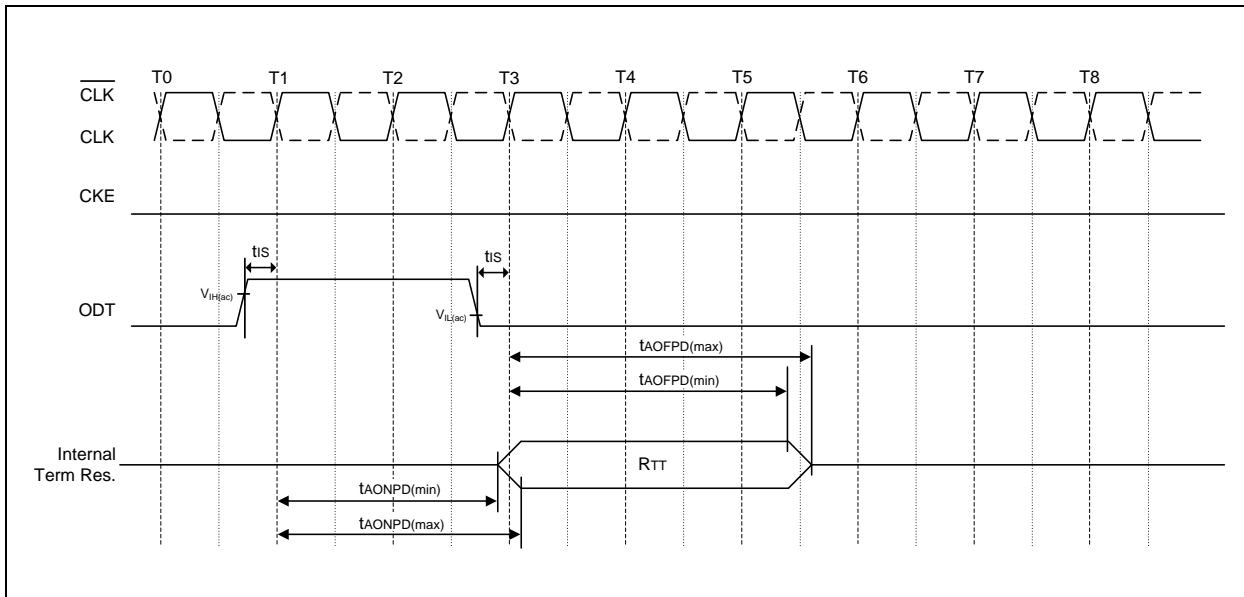 T0 T1 T2 T3 T4 T5 T6 T7 T8
CLK
CLK
CKE
tIS tIS
VIH(ac)
ODT
VIL(ac)
tAOFPD(max)
tAOFPD(min)
Internal
Term Res.
RTT
tAONPD(min)
tAONPD(max)